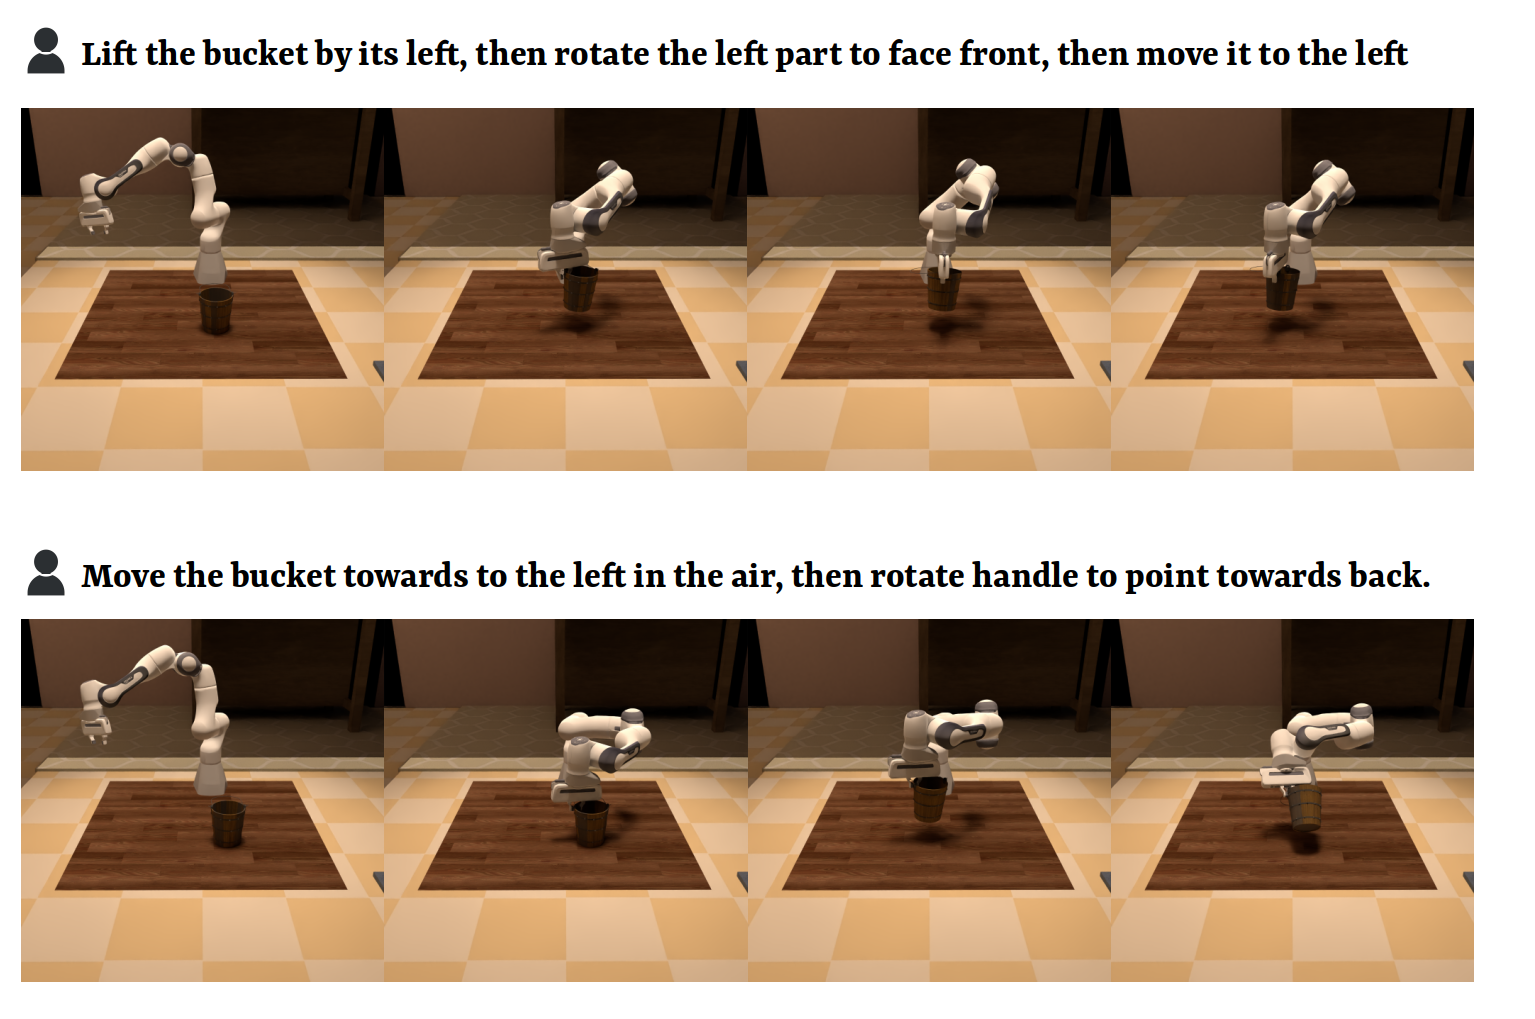 Lift the bucket by its left, then rotate the left part to face front, then move it to the left
Move the bucket towards to the left in the air, then rotate handle to point towards back.